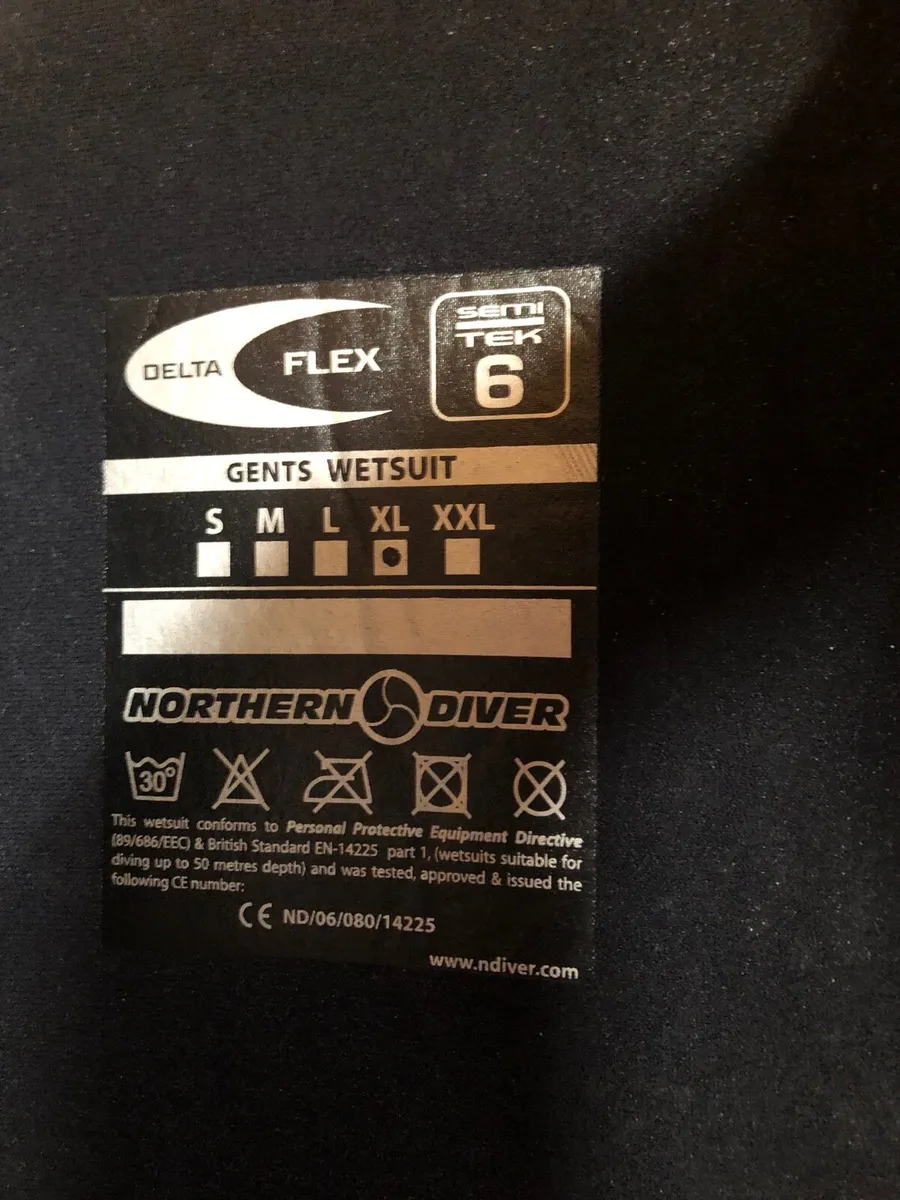 DELTA FLEX
SEMI
TEK
6
GENTS WETSUIT
S M L XL XXL
NORTHERN DIVER
30°
This wetsuit conforms to Personal Protective Equipment Directive
(89/686/EEC) & British Standard EN-14225 part 1, (wetsuits suitable for
diving up to 50 metres depth) and was tested, approved & issued the
following CE number:
CE ND/06/080/14225
www.ndiver.com